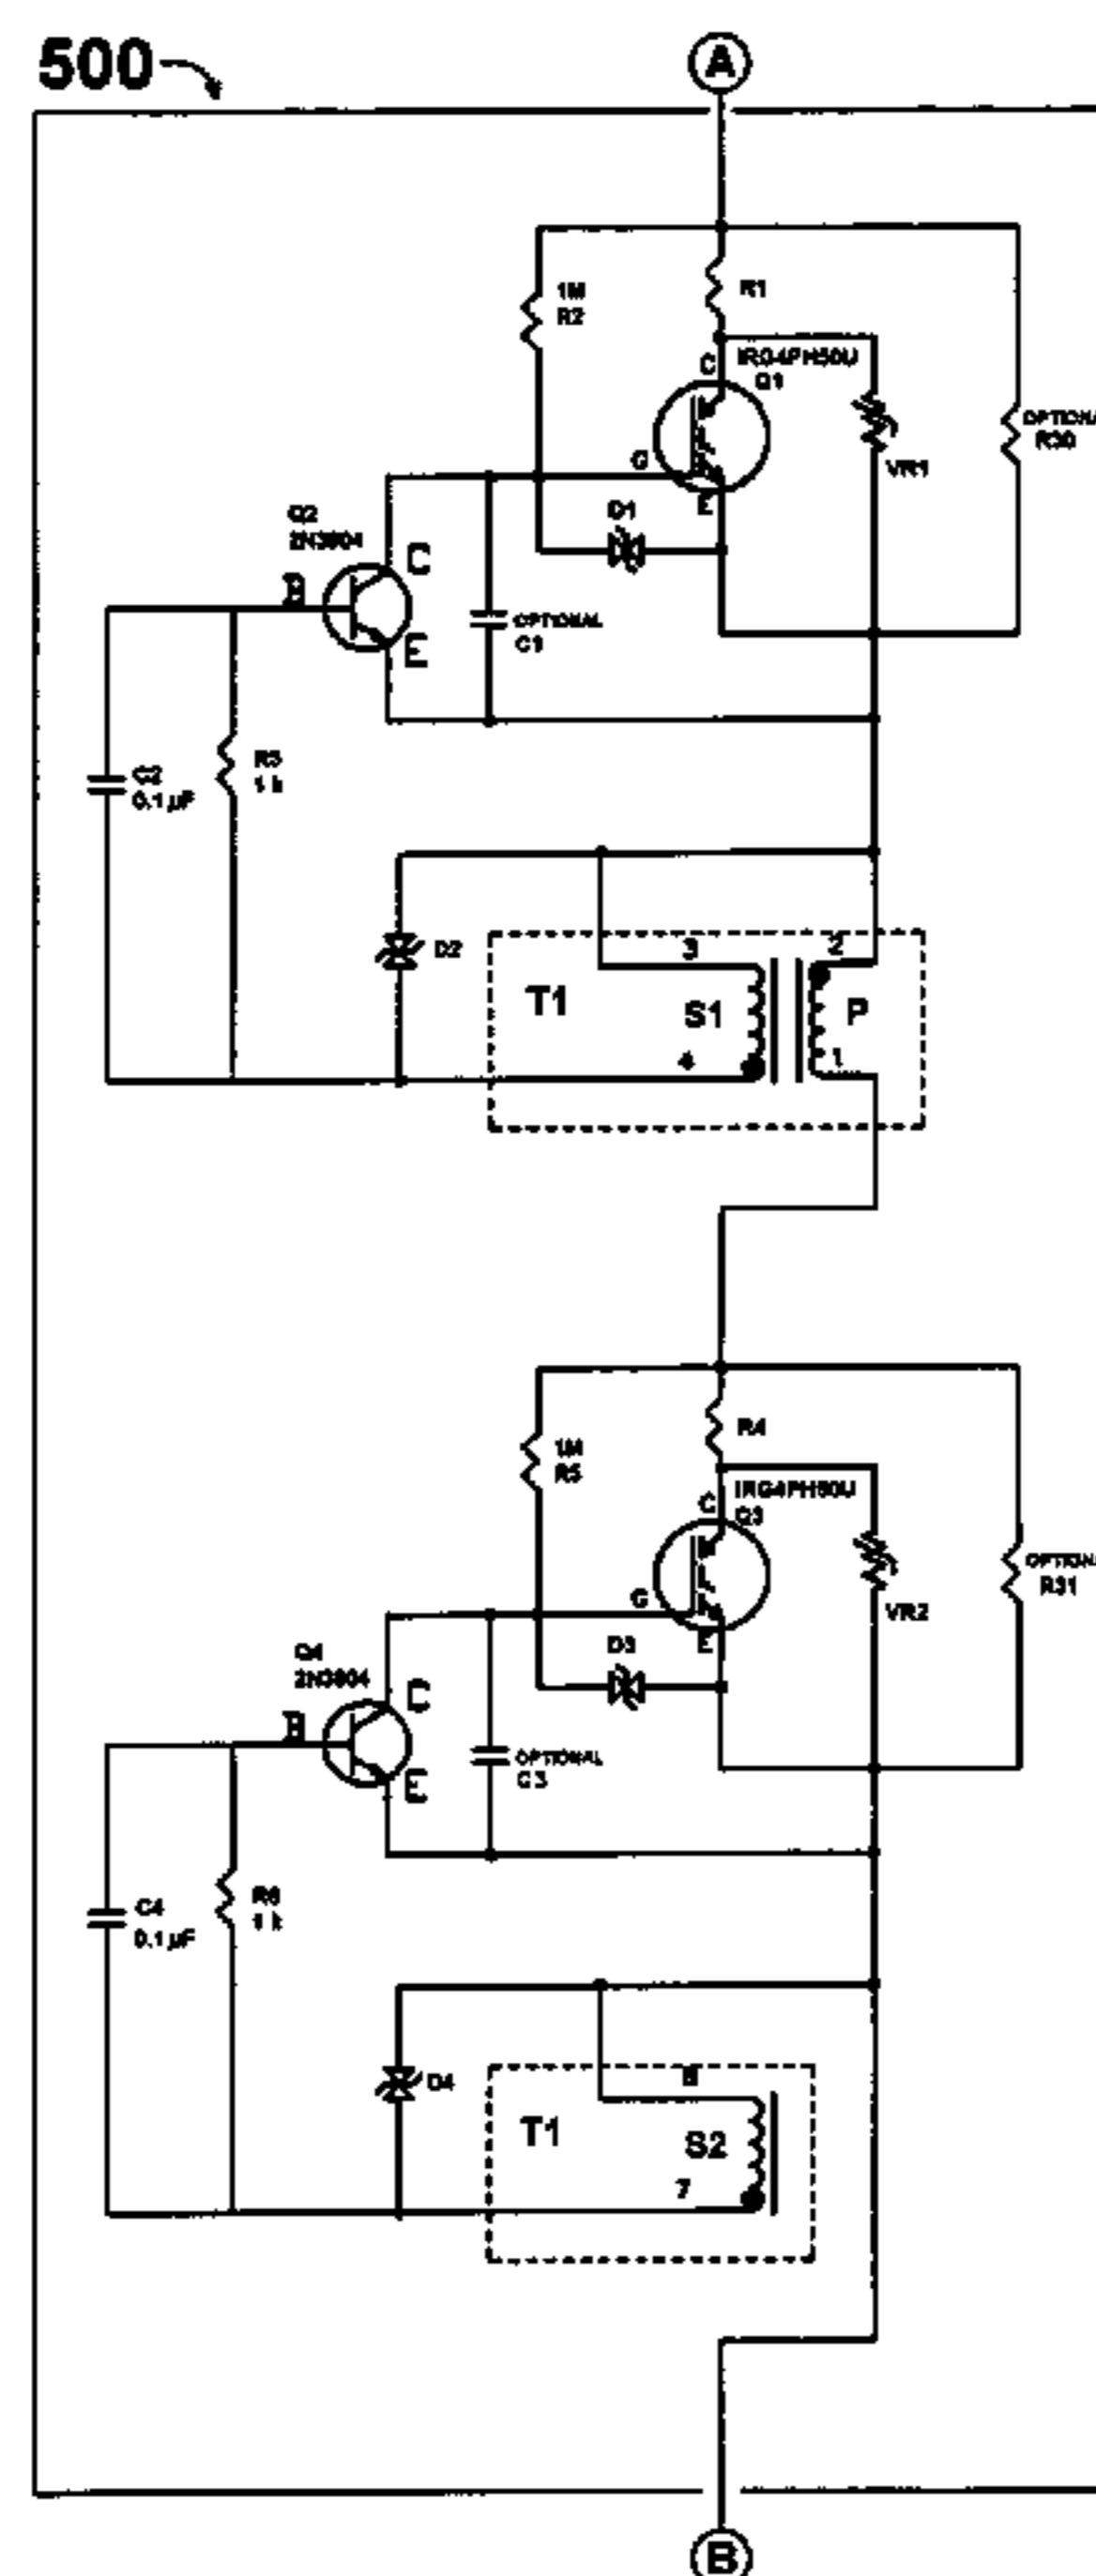 500
A
1M
R2
R1
C
IRG4PH50U
Q1
OPTIONAL
R30
VR1
G
E
D1
Q2
2N3904
C
B
E
OPTIONAL
C1
C2
0.1 µF
R3
1 k
D2
3
2
T1
S1
P
4
1
R4
1M
R5
IRG4PH50U
C
Q3
OPTIONAL
R31
G
VR2
E
D3
Q4
2N3904
C
B
E
OPTIONAL
C3
C4
0.1 µF
R6
1 k
D4
T1
S2
7
B